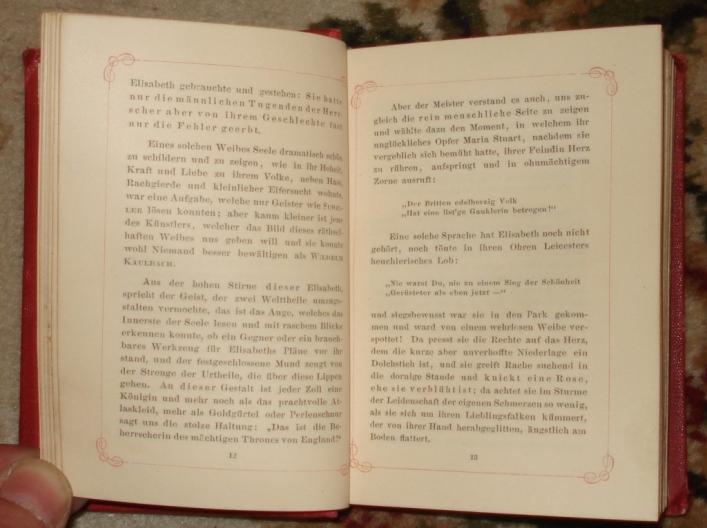 Elisabeth gebrauchte und gestehen: Sie hatte
nur die männlichen Tugenden der Herr-
scher aber von ihrem Geschlechte fast
nur die Fehler geerbt.
Eines solchen Weibes Seele dramatisch schön
zu schildern und zu zeigen, wie in ihr Hoheit,
Kraft und Liebe zu ihrem Volke, neben Hass,
Rachgierde und kleinlicher Eifersucht wohnte,
war eine Aufgabe, welche nur Geister wie Schil-
ler lösen konnten; aber kaum kleiner ist jene
des Künstlers, welcher das Bild dieses räthsel-
haften Weibes uns geben will und sie konnte
wohl Niemand besser bewältigen als Wilhelm
Kaulbach.
Aus der hohen Stirne dieser Elisabeth,
spricht der Geist, der zwei Welttheile umzuge-
stalten vermochte, das ist das Auge, welches das
Innerste der Seele lesen und mit raschem Blicke
erkennen konnte, ob ein Gegner oder ein brauch-
bares Werkzeug für Elisabeths Pläne vor ihr
stand, und der festgeschlossene Mund zeugt von
der Strenge der Urtheile, die über diese Lippen
gehen. An dieser Gestalt ist jeder Zoll eine
Königin und mehr noch als das prachtvolle At-
laskleid, mehr als Goldgürtel oder Perlenschnur
sagt uns die stolze Haltung: „Das ist die Be-
herrscherin des mächtigen Thrones von England!"
12
Aber der Meister verstand es auch, uns zu-
gleich die rein menschliche Seite zu zeigen
und wählte dazu den Moment, in welchem ihr
unglückliches Opfer Maria Stuart, nachdem sie
vergeblich sich bemüht hatte, ihrer Feindin Herz
zu rühren, aufspringt und in ohnmächtigem
Zorne ausruft:
„Der Britten edelherzig Volk
„Hat eine list'ge Gauklerin betrogen!"
Eine solche Sprache hat Elisabeth noch nicht
gehört, noch tönte in ihren Ohren Leicesters
heuchlerisches Lob:
„Nie warst Du, nie zu einem Sieg der Schönheit
„Gerüsteter als eben jetzt —"
und siegsbewusst war sie in den Park gekom-
men und ward von einem wehrlosen Weibe ver-
spottet! Da presst sie die Rechte auf das Herz,
dem die kurze aber unverhoffte Niederlage ein
Dolchstich ist, und sie greift Rache suchend in
die dornige Staude und knickt eine Rose,
ehe sie verblüht ist; da achtet sie im Sturme
der Leidenschaft der eigenen Schmerzen so wenig,
als sie sich um ihren Lieblingsfalken kümmert,
der von ihrer Hand herabgeglitten, ängstlich am
Boden flattert.
13